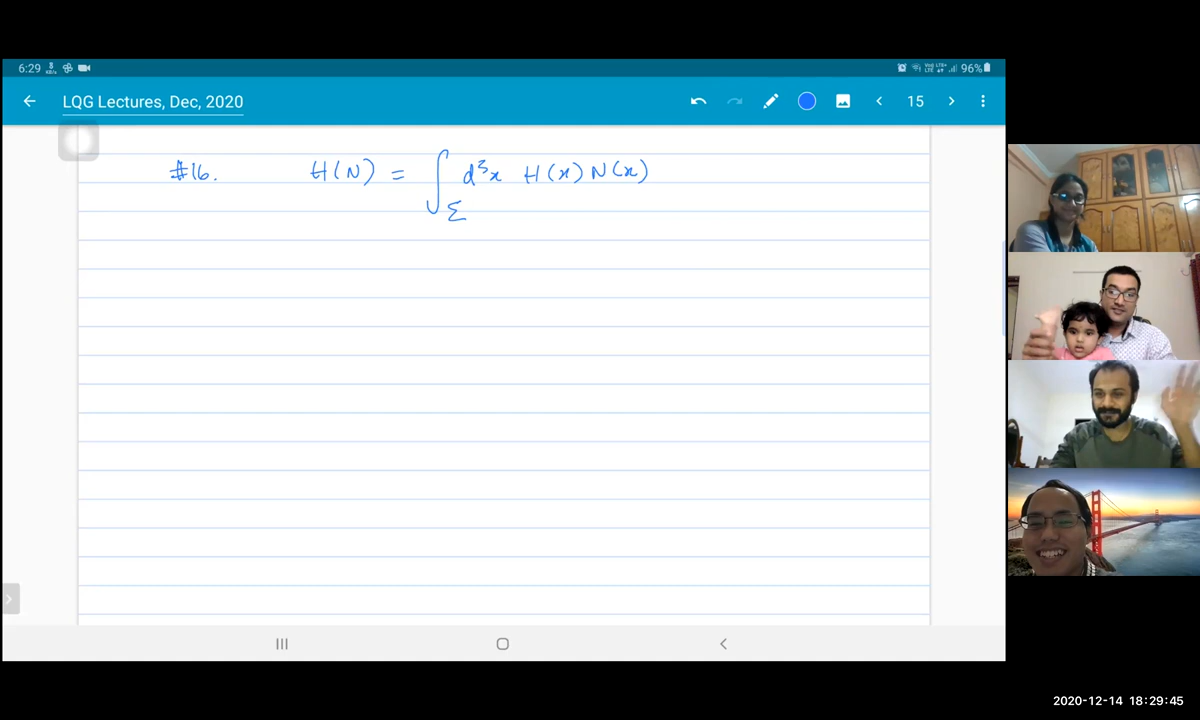 6:29 96%
LQG Lectures, Dec, 2020 15
#16. H(N) = ∫_Σ d³x H(x) N(x)
2020-12-14 18:29:45